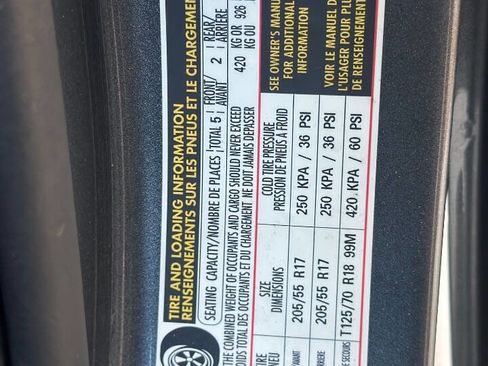 TIRE AND LOADING INFORMATION
RENSEIGNEMENTS SUR LES PNEUS ET LE CHARGEMENT
SEATING CAPACITY/NOMBRE DE PLACES TOTAL 5 FRONT/ AVANT/ 2 REAR/ ARRIÈRE
THE COMBINED WEIGHT OF OCCUPANTS AND CARGO SHOULD NEVER EXCEED 420 KG OR 926
POIDS TOTAL DES OCCUPANTS ET DU CHARGEMENT NE DOIT JAMAIS DEPASSER 420 KG OU
TIRE SIZE COLD TIRE PRESSURE
PNEU DIMENSIONS PRESSION DE PNEUS À FROID
AVANT 205/55 R17 250 KPA / 36 PSI
205/55 R17 250 KPA / 36 PSI
SECOURS T125/70 R18 99M 420 KPA / 60 PSI
SEE OWNER'S MANUAL
FOR ADDITIONAL
INFORMATION
VOIR LE MANUEL DE
L'USAGER POUR PLUS
DE RENSEIGNEMENTS